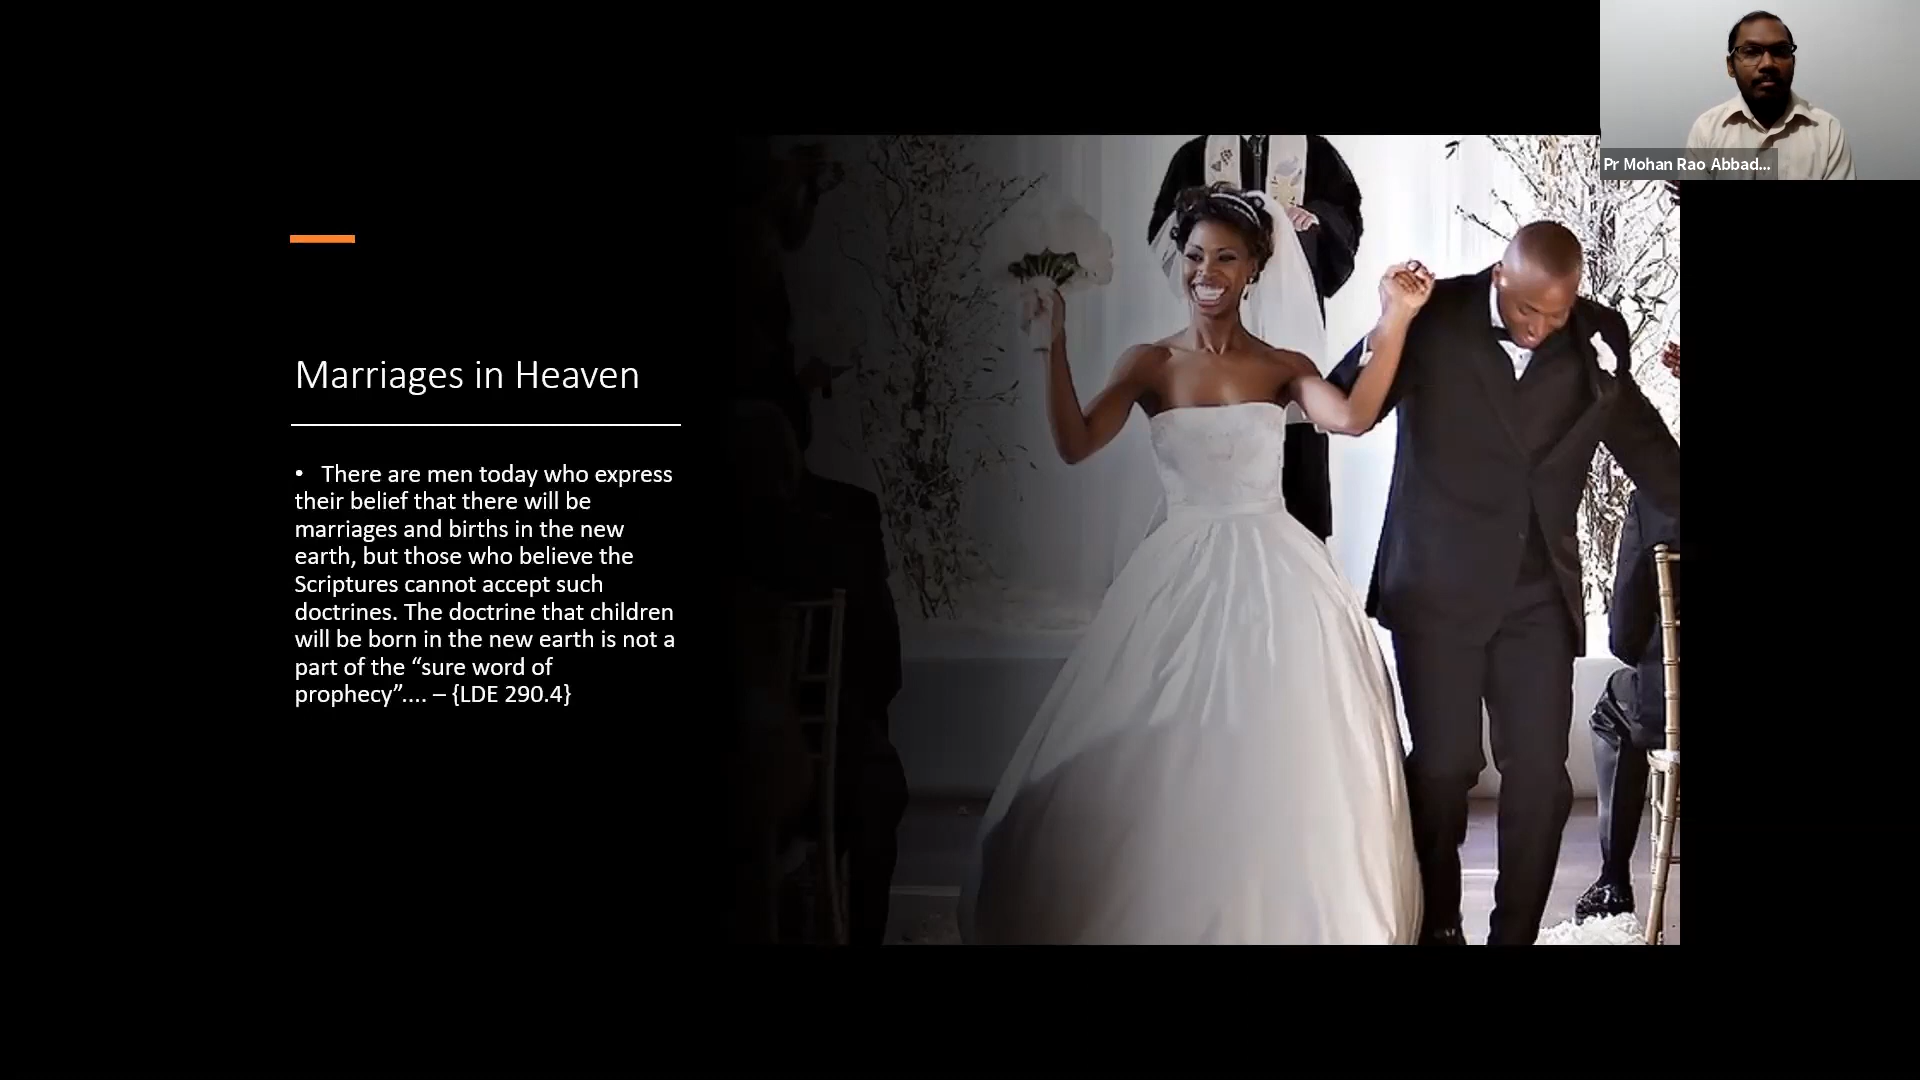 Pr Mohan Rao Abbad...
Marriages in Heaven
• There are men today who express
their belief that there will be
marriages and births in the new
earth, but those who believe the
Scriptures cannot accept such
doctrines. The doctrine that children
will be born in the new earth is not a
part of the “sure word of
prophecy”.... – {LDE 290.4}